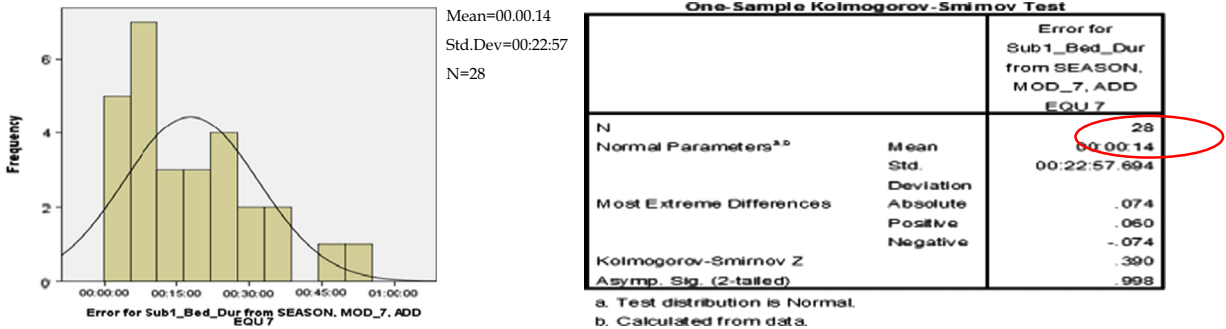 Mean=00.00.14
Std.Dev=00:22:57
N=28
Frequency
6
4
2
0
00:00:00 00:15:00 00:30:00 00:45:00 01:00:00
Error for Sub1_Bed_Dur from SEASON, MOD_7, ADD
EQU 7
One-Sample Kolmogorov-Smirnov Test
Error for
Sub1_Bed_Dur
from SEASON,
MOD_7, ADD
EQU 7
N 28
Normal Parameters a,b Mean 00:00:14
Std. 00:22:57.694
Deviation
Most Extreme Differences Absolute .074
Positive .060
Negative -.074
Kolmogorov-Smirnov Z .390
Asymp. Sig. (2-tailed) .998
a. Test distribution is Normal.
b. Calculated from data.